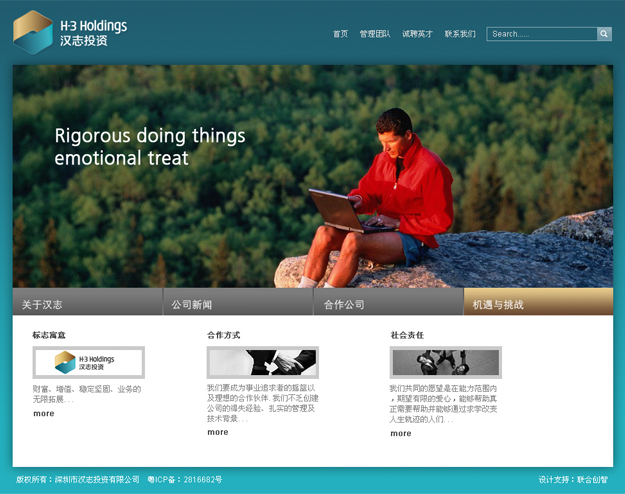 H·3 Holdings
汉志投资
首页 管理团队 诚聘英才 联系我们 Search......
Rigorous doing things
emotional treat
关于汉志 公司新闻 合作公司 机遇与挑战
标志寓意
H·3 Holdings
汉志投资
财富、增值、稳定坚固、业务的
无限拓展. . .
more
合作方式
我们要成为事业追求者的摇篮以
及理想的合作伙伴. 我们不乏创建
公司的得失经验、扎实的管理及
技术背景. . .
more
社会责任
我们共同的愿望是在能力范围内
，期望有限的爱心，能够帮助真
正需要帮助并能够通过求学改变
人生轨迹的人们. . .
more
版权所有：深圳市汉志投资有限公司 粤ICP备：2816682号
设计支持：联合创智